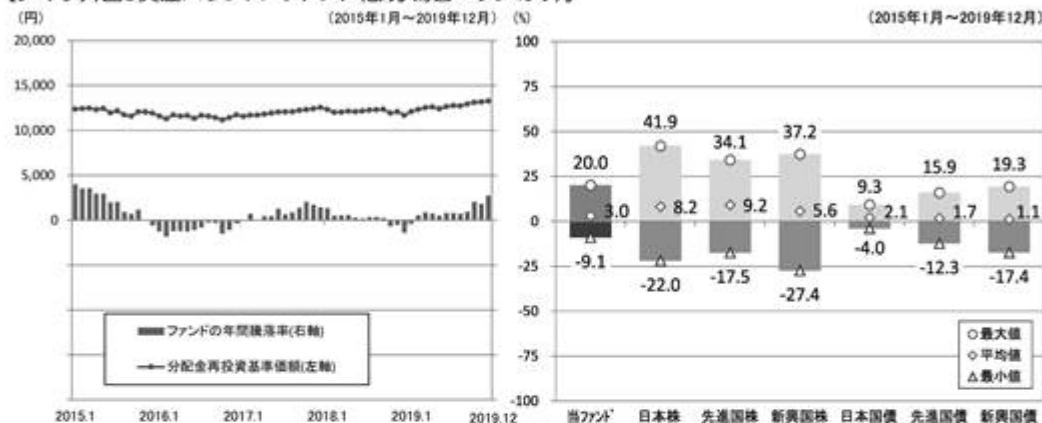 (円)
(2015年1月～2019年12月)
20,000
15,000
10,000
5,000
0
ファンドの年間騰落率(右軸)
分配金再投資基準価額(左軸)
2015.1 2016.1 2017.1 2018.1 2019.1 2019.12
(%)
(2015年1月～2019年12月)
100
75
50
25
0
-25
-50
-75
-100
20.0 41.9 34.1 37.2 9.3 15.9 19.3
3.0 8.2 9.2 5.6 2.1 1.7 1.1
-9.1 -22.0 -17.5 -27.4 -4.0 -12.3 -17.4
最大値
平均値
最小値
当ファンド 日本株 先進国株 新興国株 日本国債 先進国債 新興国債